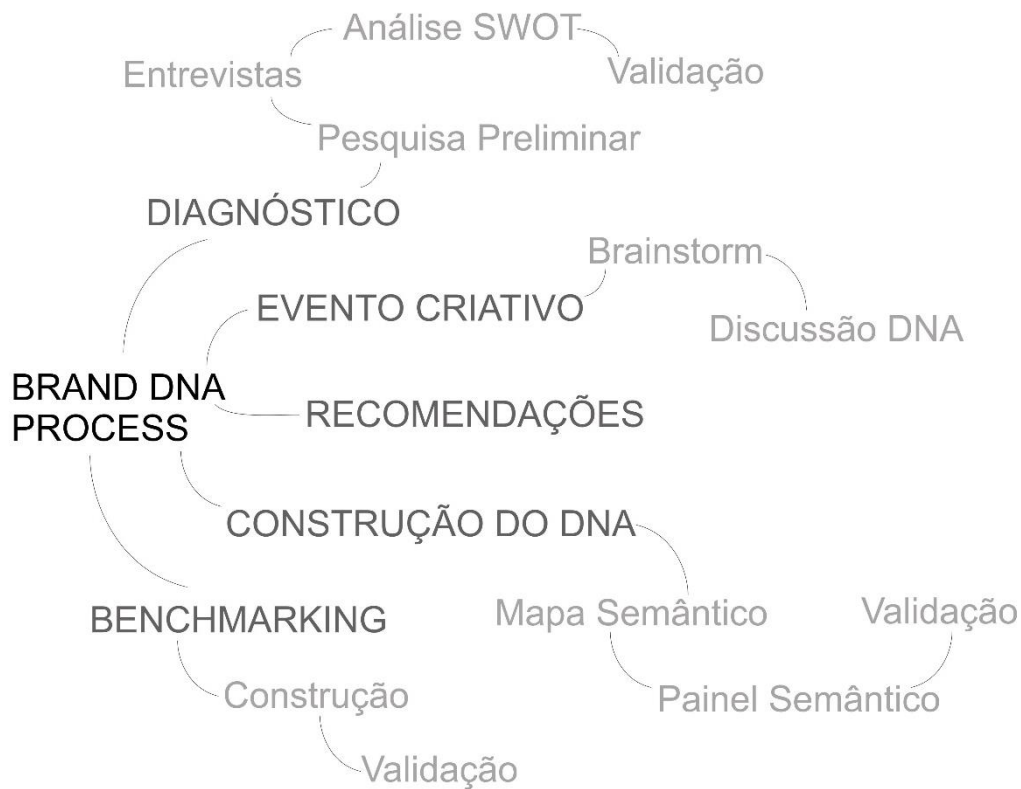 Análise SWOT
Entrevistas
Validação
Pesquisa Preliminar
DIAGNÓSTICO
Brainstorm
EVENTO CRIATIVO
Discussão DNA
BRAND DNA
PROCESS
RECOMENDAÇÕES
CONSTRUÇÃO DO DNA
BENCHMARKING
Mapa Semântico
Validação
Construção
Painel Semântico
Validação